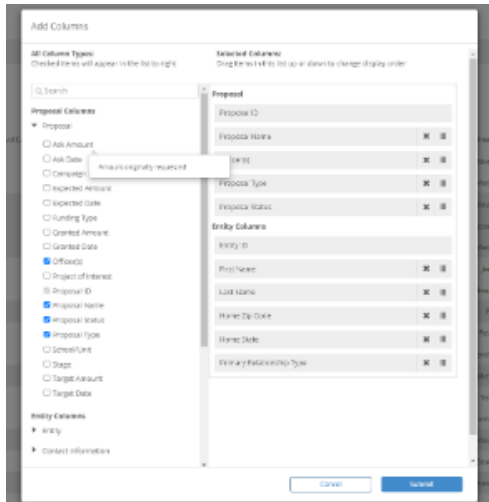 Add Columns
All Column Types:
Checked items will appear in the list to right
Search
Proposal Columns
Proposal
Ask Amount
Ask Date
Amount originally requested
Campaign
Expected Amount
Expected Date
Funding Type
Granted Amount
Granted Date
Office(s)
Project of Interest
Proposal ID
Proposal Name
Proposal Status
Proposal Type
School/Unit
Stage
Target Amount
Target Date
Entity Columns
Entity
Contact Information
Selected Columns:
Drag items in this list up or down to change display order
Proposal
Proposal ID
Proposal Name
Proposal Type
Proposal Status
Entity Columns
Entity ID
First Name
Last Name
Home Zip Code
Home State
Primary Relationship Type
Cancel
Submit